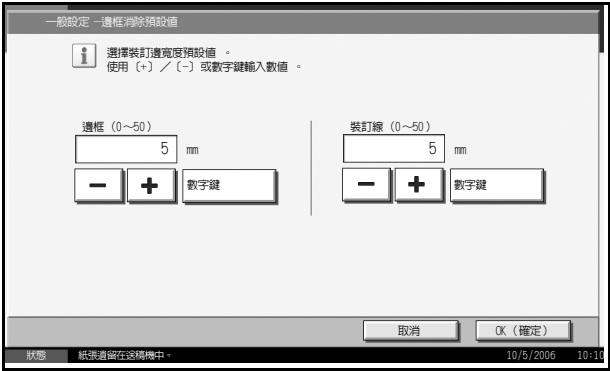 一般設定 -邊框消除預設值
選擇裝訂邊寬度預設值 。
使用〔+〕／〔-〕或數字鍵輸入數值 。
邊框 (0～50)
5 mm
數字鍵
裝訂線 (0～50)
5 mm
數字鍵
取消
OK (確定)
狀態 紙張遺留在送稿機中。 10/5/2006 10:10